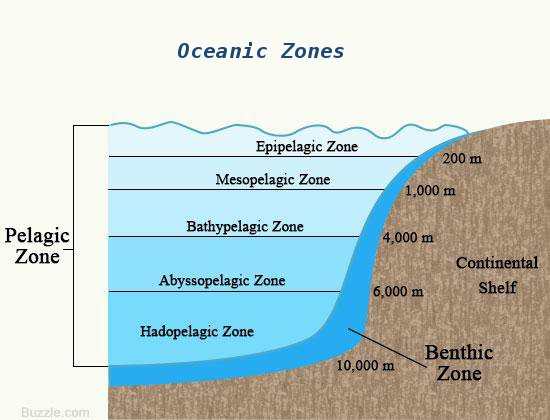 Oceanic Zones
Epipelagic Zone
200 m
Mesopelagic Zone
1,000 m
Bathypelagic Zone
4,000 m
Pelagic
Zone
Continental
Shelf
Abyssopelagic Zone
6,000 m
Hadopelagic Zone
Benthic
Zone
10,000 m
Buzzle.com